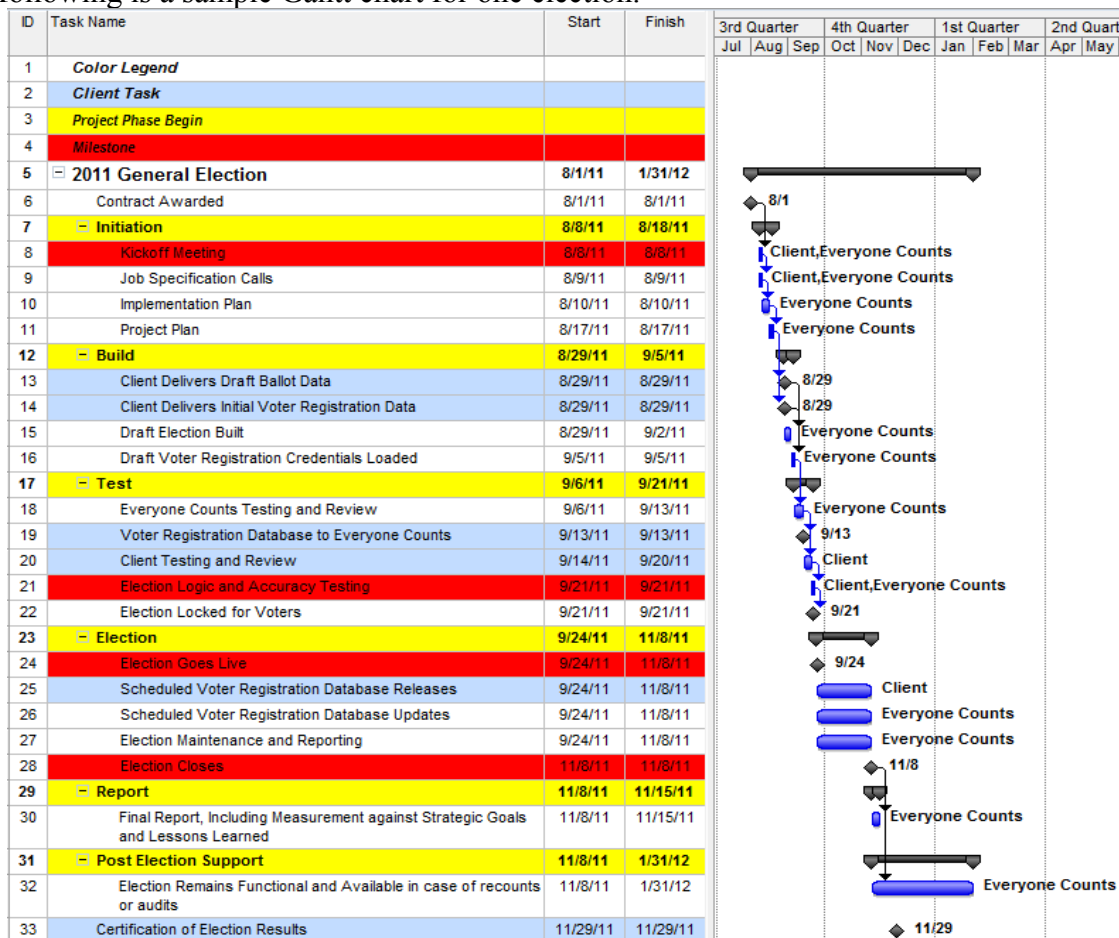 following is a sample Gantt chart for one election.
ID Task Name Start Finish 3rd Quarter 4th Quarter 1st Quarter 2nd Quart
Jul Aug Sep Oct Nov Dec Jan Feb Mar Apr May
1 Color Legend
2 Client Task
3 Project Phase Begin
4 Milestone
5 2011 General Election 8/1/11 1/31/12
6 Contract Awarded 8/1/11 8/1/11 8/1
7 Initiation 8/8/11 8/18/11
8 Kickoff Meeting 8/8/11 8/8/11 Client,Everyone Counts
9 Job Specification Calls 8/9/11 8/9/11 Client,Everyone Counts
10 Implementation Plan 8/10/11 8/10/11 Everyone Counts
11 Project Plan 8/17/11 8/17/11 Everyone Counts
12 Build 8/29/11 9/5/11
13 Client Delivers Draft Ballot Data 8/29/11 8/29/11 8/29
14 Client Delivers Initial Voter Registration Data 8/29/11 8/29/11 8/29
15 Draft Election Built 8/29/11 9/2/11 Everyone Counts
16 Draft Voter Registration Credentials Loaded 9/5/11 9/5/11 Everyone Counts
17 Test 9/6/11 9/21/11
18 Everyone Counts Testing and Review 9/6/11 9/13/11 Everyone Counts
19 Voter Registration Database to Everyone Counts 9/13/11 9/13/11 9/13
20 Client Testing and Review 9/14/11 9/20/11 Client
21 Election Logic and Accuracy Testing 9/21/11 9/21/11 Client,Everyone Counts
22 Election Locked for Voters 9/21/11 9/21/11 9/21
23 Election 9/24/11 11/8/11
24 Election Goes Live 9/24/11 11/8/11 9/24
25 Scheduled Voter Registration Database Releases 9/24/11 11/8/11 Client
26 Scheduled Voter Registration Database Updates 9/24/11 11/8/11 Everyone Counts
27 Election Maintenance and Reporting 9/24/11 11/8/11 Everyone Counts
28 Election Closes 11/8/11 11/8/11 11/8
29 Report 11/8/11 11/15/11
30 Final Report, Including Measurement against Strategic Goals 11/8/11 11/15/11 Everyone Counts
and Lessons Learned
31 Post Election Support 11/8/11 1/31/12
32 Election Remains Functional and Available in case of recounts 11/8/11 1/31/12 Everyone Counts
or audits
33 Certification of Election Results 11/29/11 11/29/11 11/29